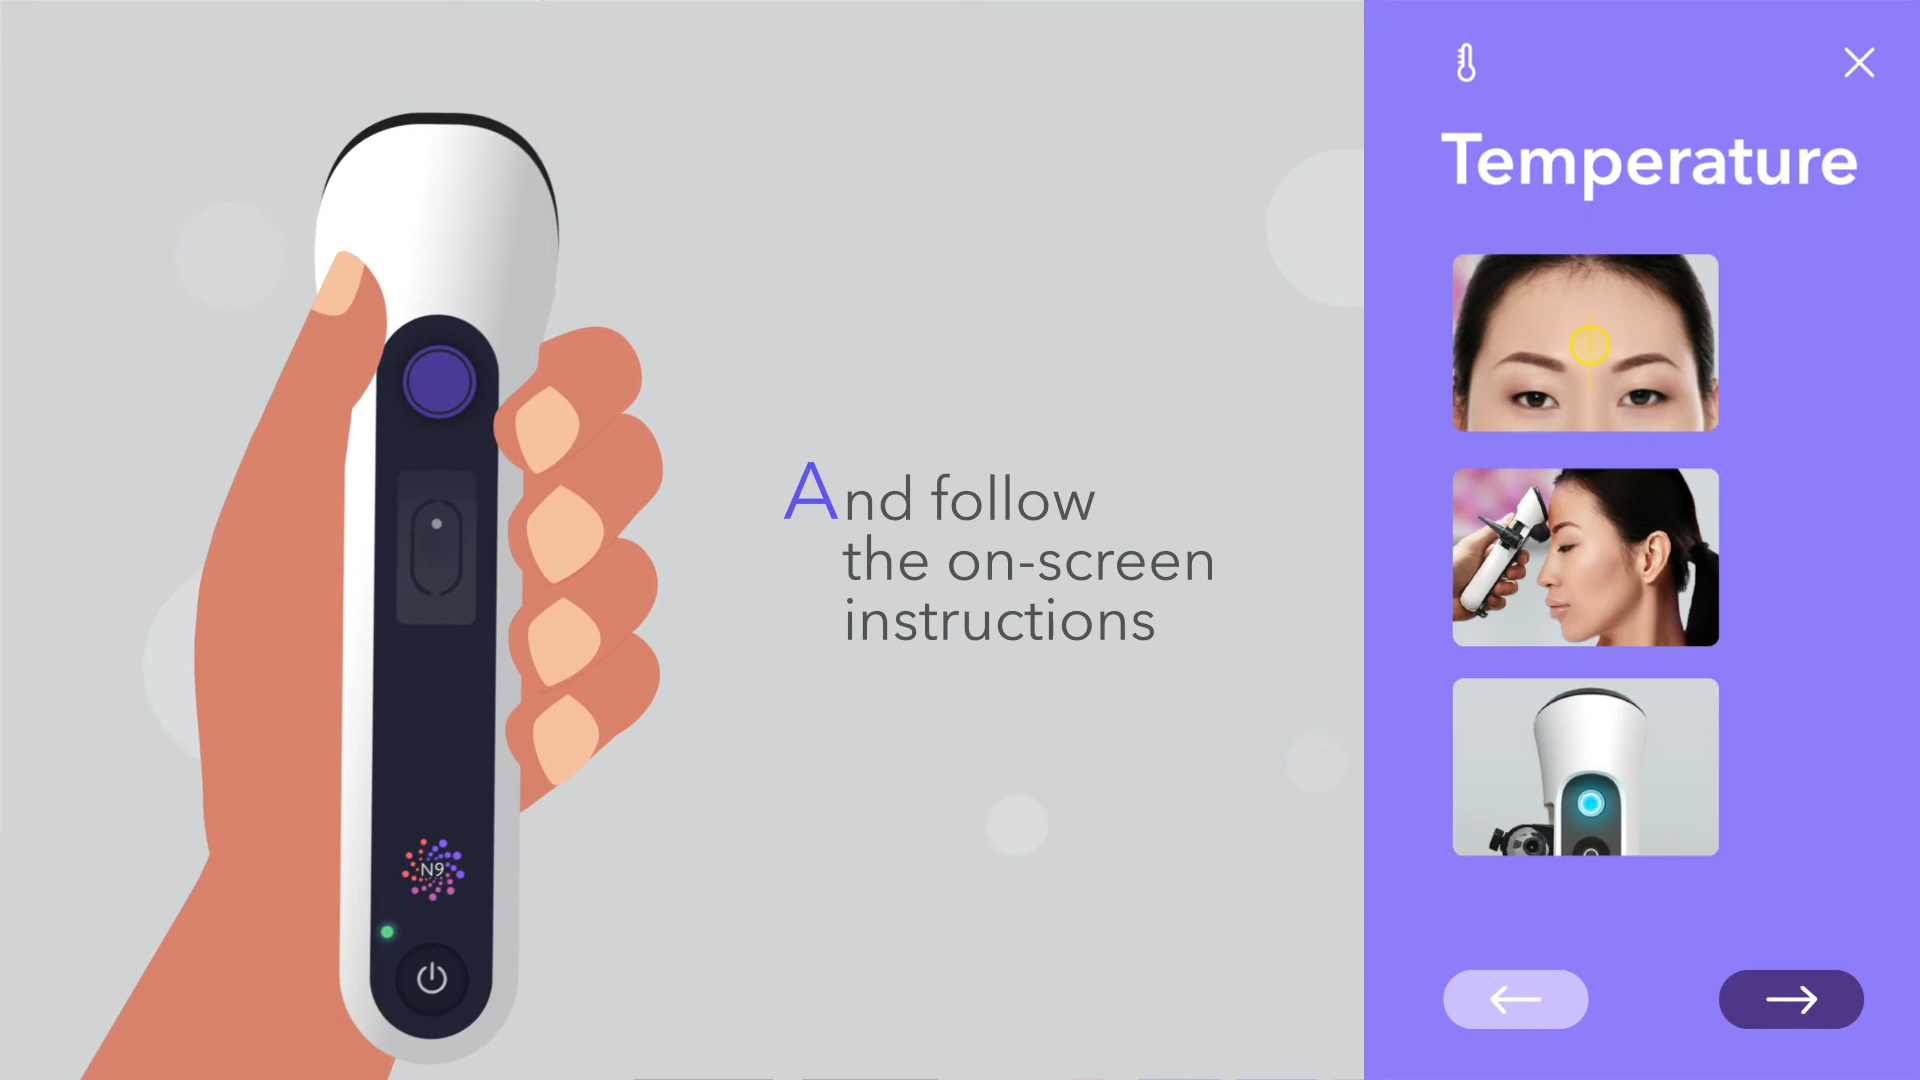 Temperature
And follow
the on-screen
instructions
N9